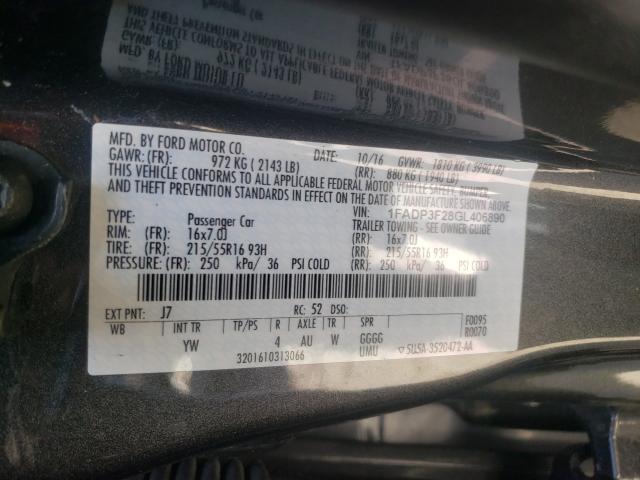 MFD. BY FORD MOTOR CO.
DATE: 10/16 GVWR: 1810 KG ( 3990 LB)
GAWR: (FR): 972 KG ( 2143 LB) (RR): 880 KG ( 1940 LB)
THIS VEHICLE CONFORMS TO ALL APPLICABLE FEDERAL MOTOR VEHICLE SAFETY, BUMPER
AND THEFT PREVENTION STANDARDS IN EFFECT ON THE DATE OF MANUFACTURE SHOWN ABOVE.
VIN: 1FADP3F28GL406890
TYPE: Passenger Car TRAILER TOWING - SEE OWNER GUIDE
RIM: (FR): 16x7.0J (RR): 16x7.0J
TIRE: (FR): 215/55R16 93H (RR): 215/55R16 93H
PRESSURE: (FR): 250 kPa/ 36 PSI COLD (RR): 250 kPa/ 36 PSI COLD
EXT PNT: J7 RC: 52 DSO: F0095
WB INT TR TP/PS R AXLE TR SPR R0070
YW 4 AU W GGGG
3201610313066 UMU 5USA-3520472-AA